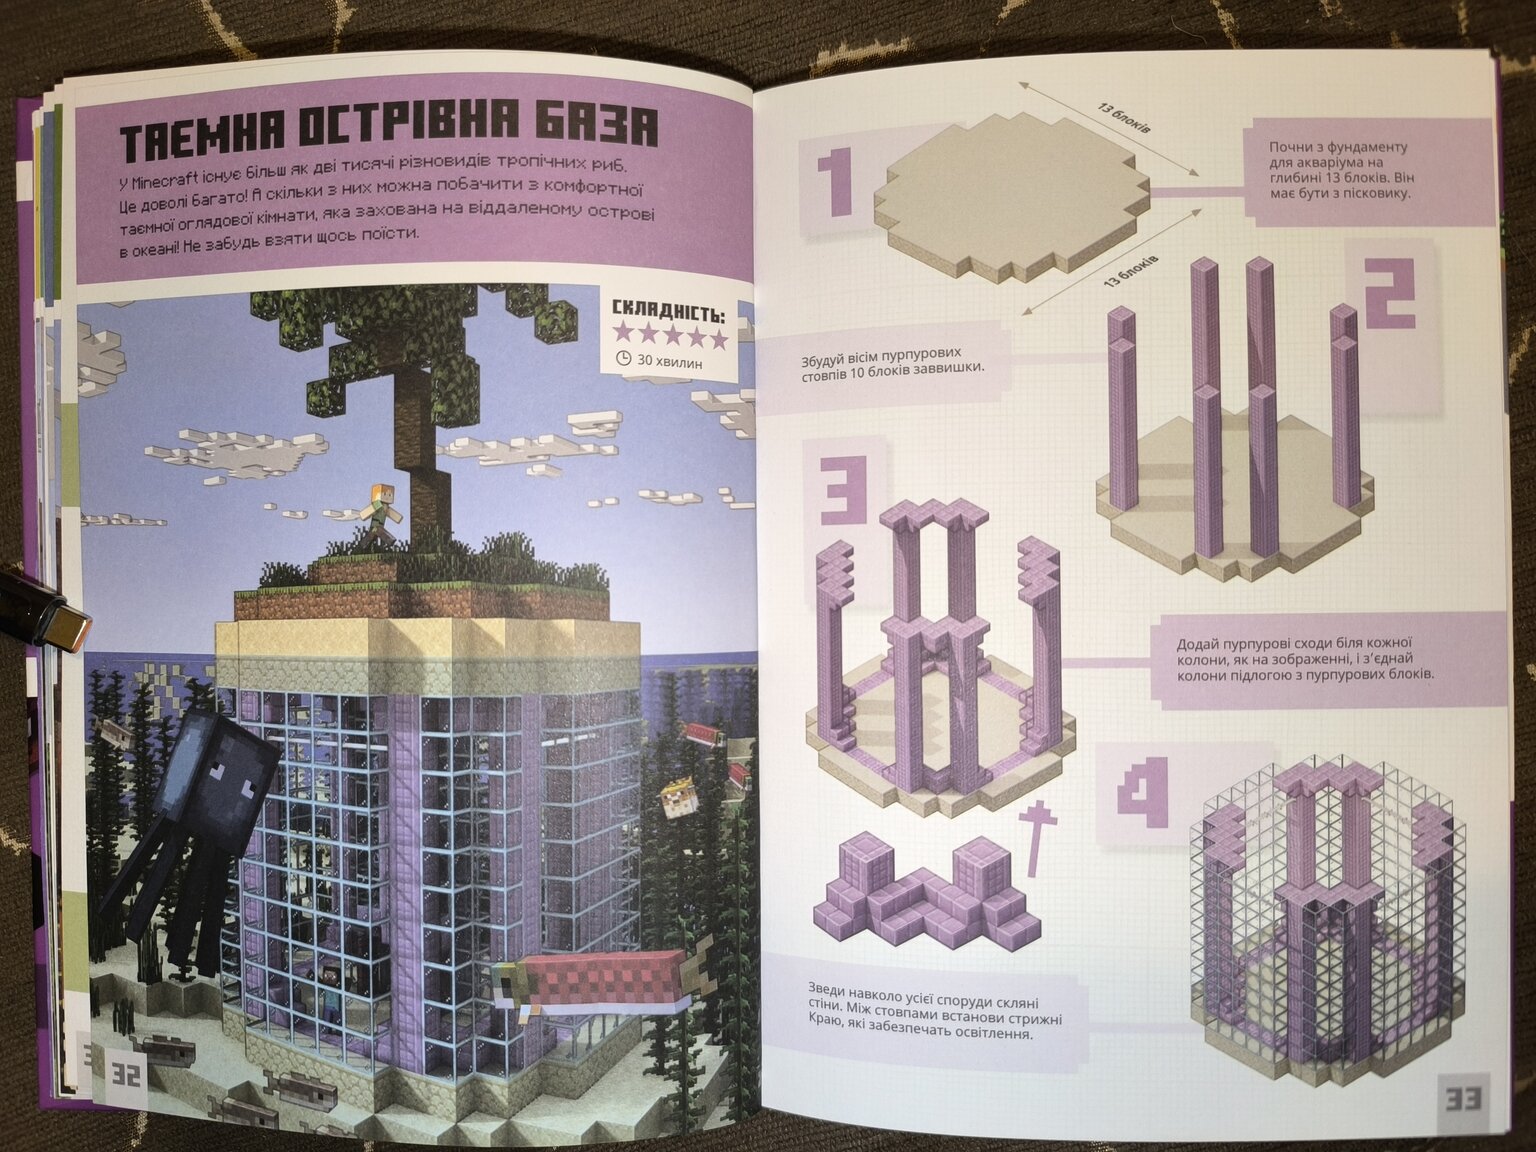 ТАЄМНА ОСТРІВНА БАЗА
У Minecraft існує більш як дві тисячі різновидів тропічних риб.
Це доволі багато! А скільки з них можна побачити з комфортної
таємної оглядової кімнати, яка захована на віддаленому острові
в океані! Не забудь взяти щось поїсти.
СКЛАДНІСТЬ:
30 хвилин
32
1
13 блоків
13 блоків
Почни з фундаменту
для акваріума на
глибині 13 блоків. Він
має бути з пісковику.
2
Збудуй вісім пурпурових
стовпів 10 блоків заввишки.
3
Додай пурпурові сходи біля кожної
колони, як на зображенні, і з’єднай
колони підлогою з пурпурових блоків.
4
Зведи навколо усієї споруди скляні
стіни. Між стовпами встанови стрижні
Краю, які забезпечать освітлення.
33